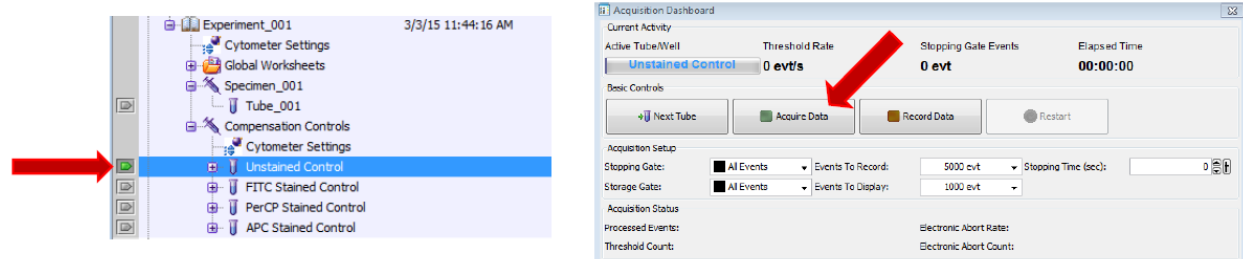 Experiment_001 3/3/15 11:44:16 AM
Cytometer Settings
Global Worksheets
Specimen_001
Tube_001
Compensation Controls
Cytometer Settings
Unstained Control
FITC Stained Control
PerCP Stained Control
APC Stained Control
Acquisition Dashboard
Current Activity
Active Tube/Well Threshold Rate Stopping Gate Events Elapsed Time
Unstained Control 0 evt/s 0 evt 00:00:00
Basic Controls
Next Tube Acquire Data Record Data Restart
Acquisition Setup
Stopping Gate: All Events Events To Record: 5000 evt Stopping Time (sec): 0
Storage Gate: All Events Events To Display: 1000 evt
Acquisition Status
Processed Events: Electronic Abort Rate:
Threshold Count: Electronic Abort Count: